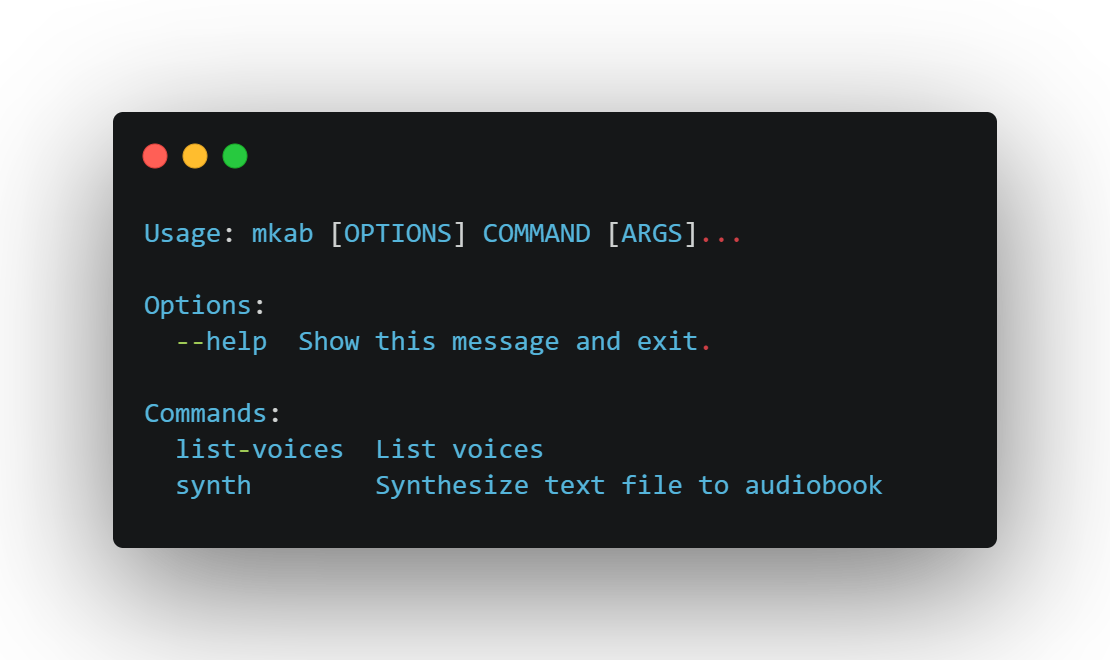 Usage: mkab [OPTIONS] COMMAND [ARGS]...
Options:
--help  Show this message and exit.
Commands:
list-voices  List voices
synth        Synthesize text file to audiobook